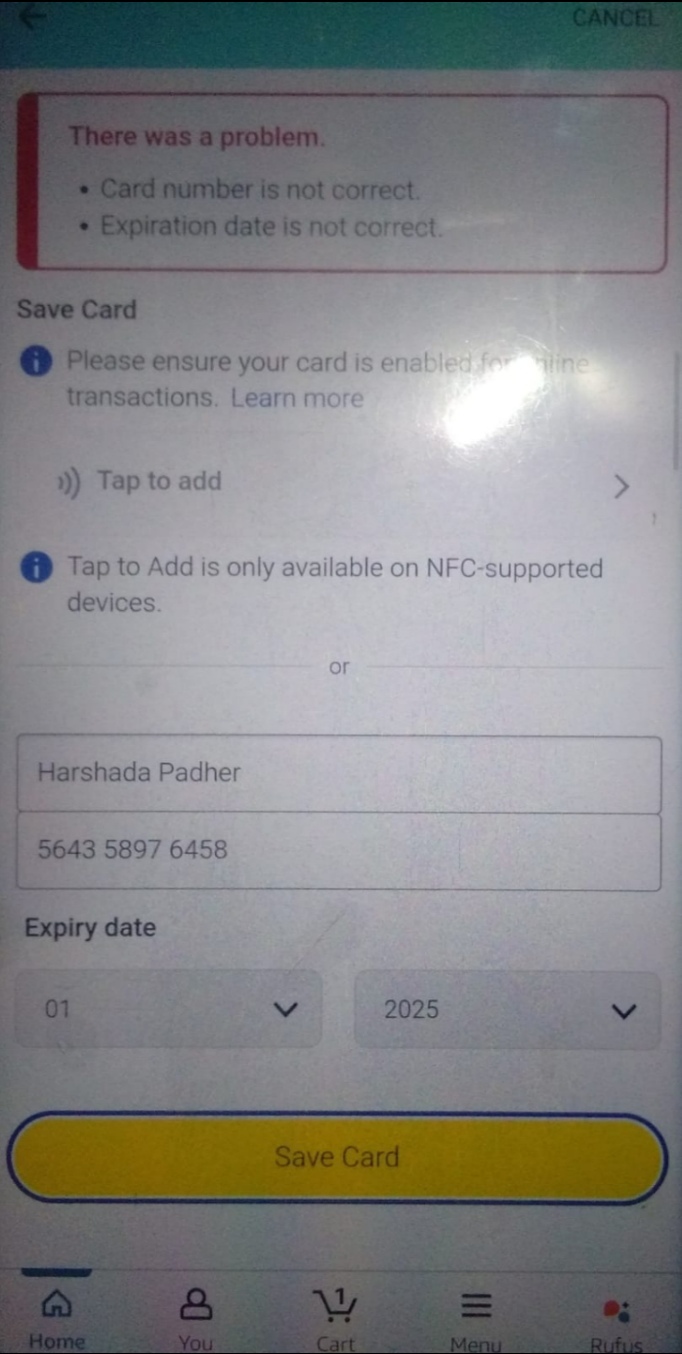 CANCEL
There was a problem.
• Card number is not correct.
• Expiration date is not correct.
Save Card
Please ensure your card is enabled for online
transactions. Learn more
Tap to add
Tap to Add is only available on NFC-supported
devices.
or
Harshada Padher
5643 5897 6458
Expiry date
01
2025
Save Card
1
Home
You
Cart
Menu
Rufus